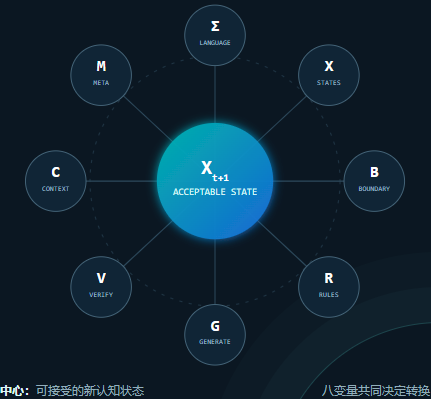 Σ
LANGUAGE
M
META
X
STATES
X t+1
ACCEPTABLE STATE
C
CONTEXT
B
BOUNDARY
V
VERIFY
R
RULES
G
GENERATE
中心：可接受的新认知状态
八变量共同决定转换